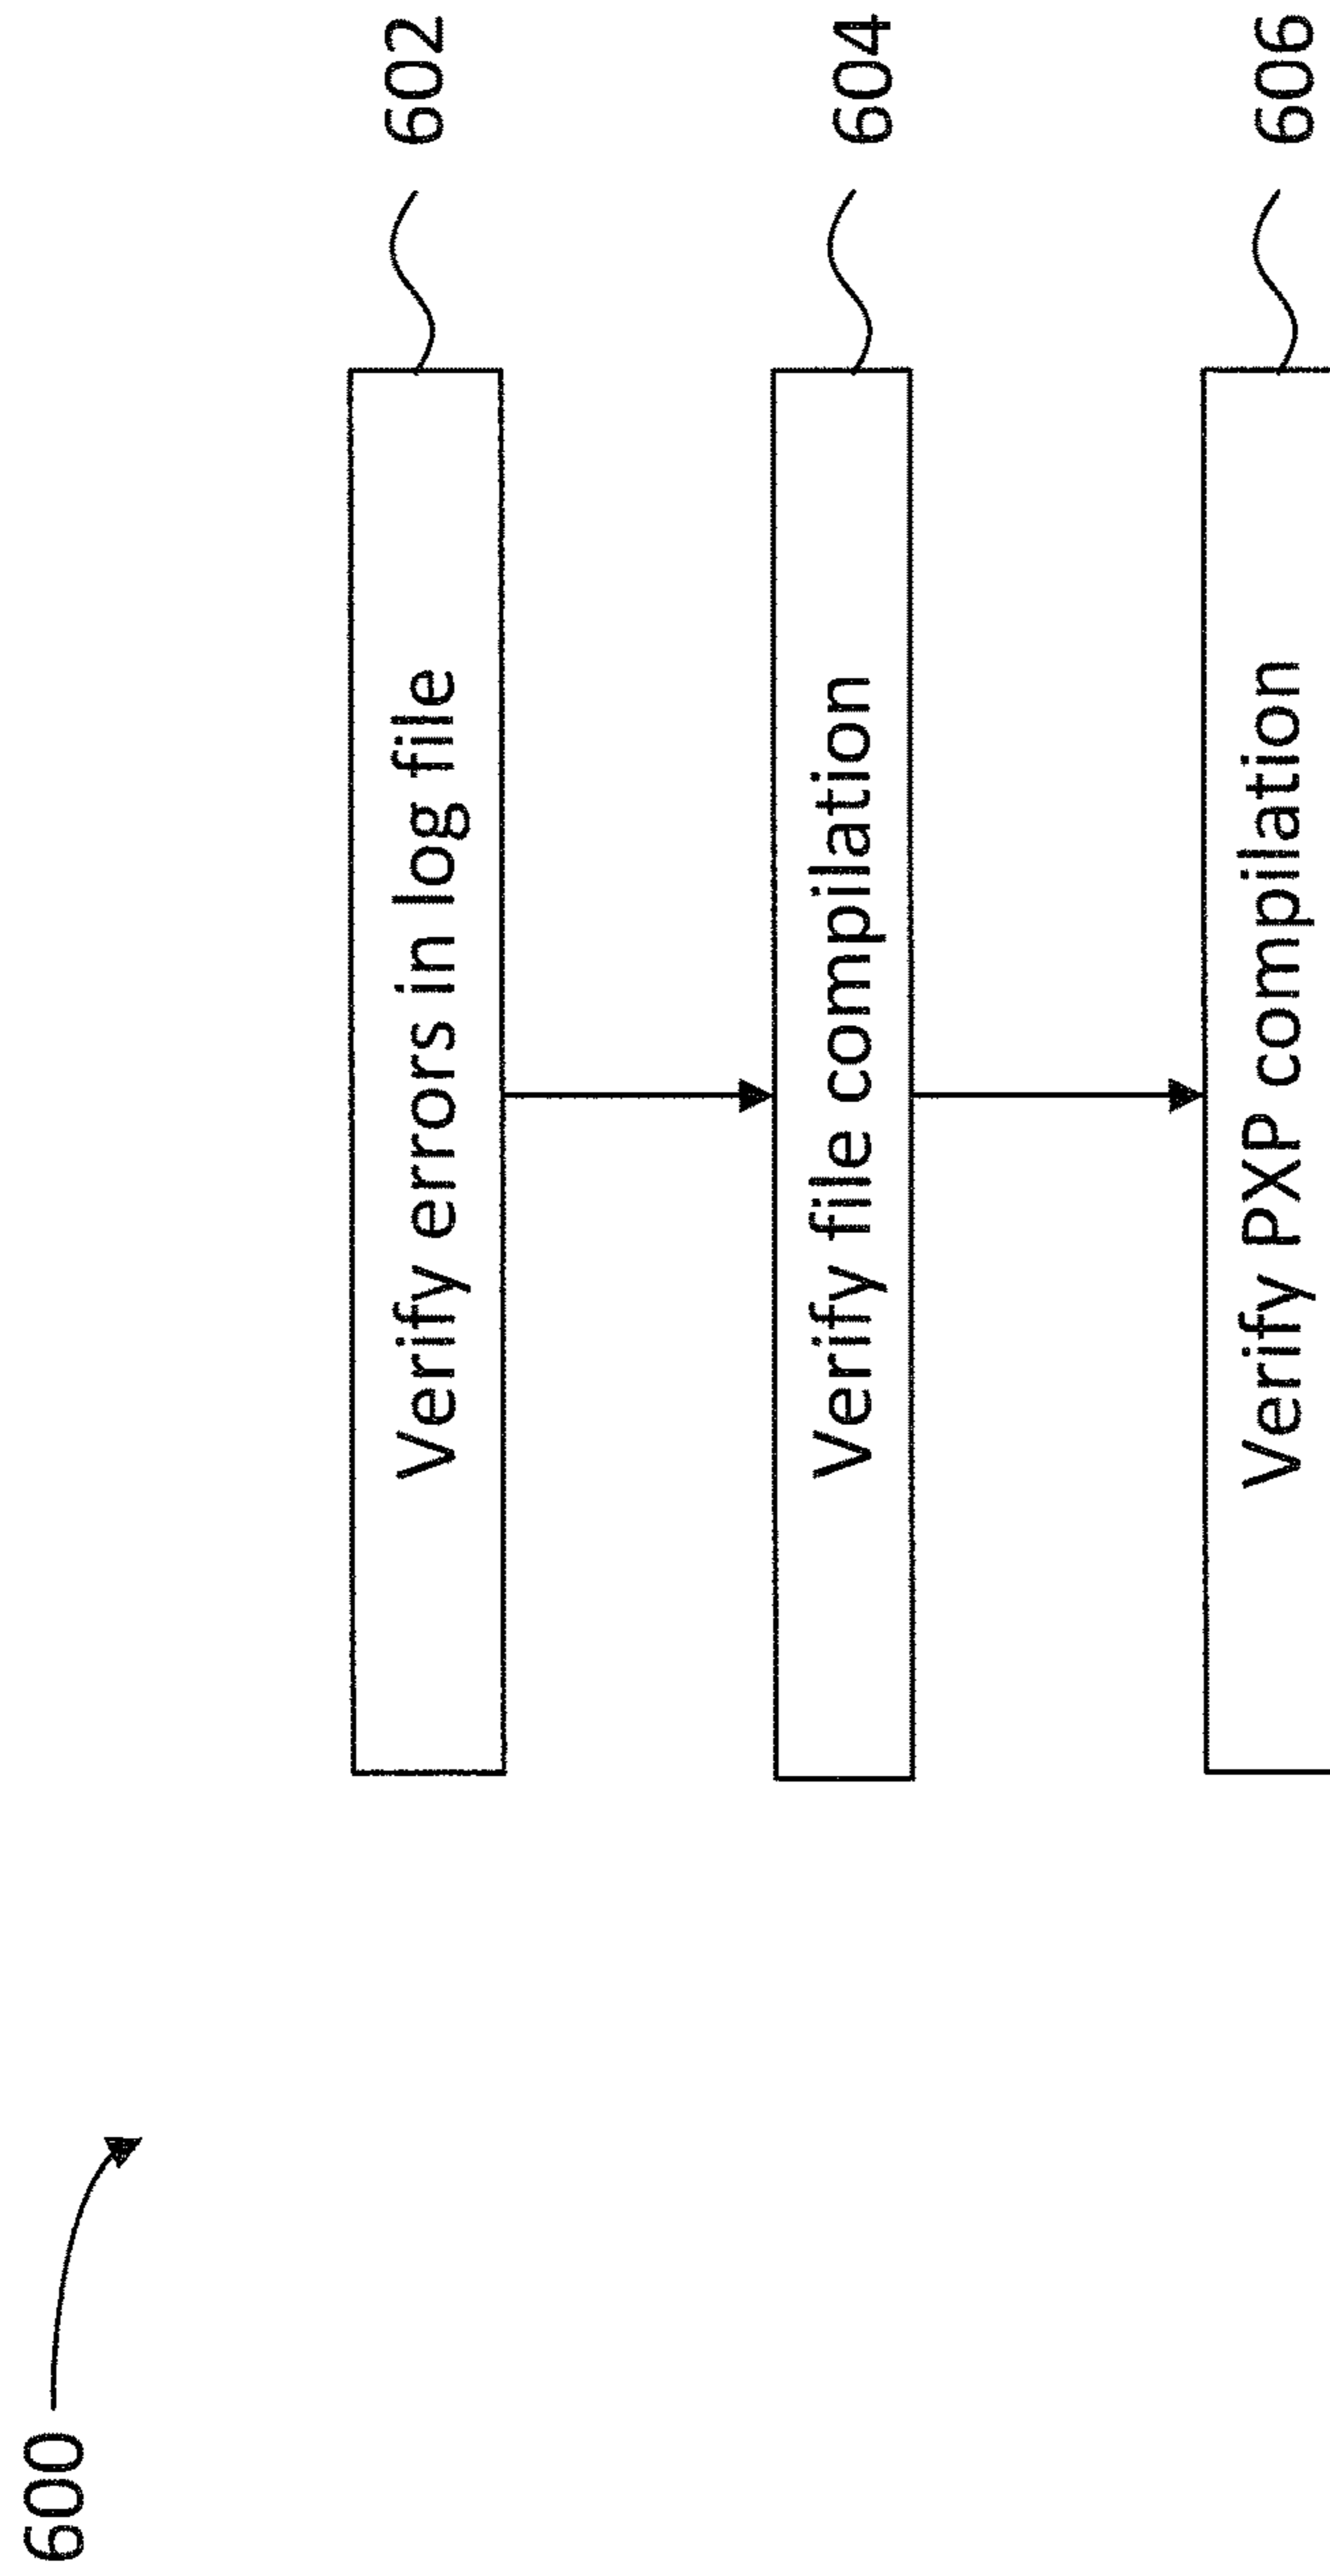 600
Verify errors in log file
602
Verify file compilation
604
Verify PXP compilation
606